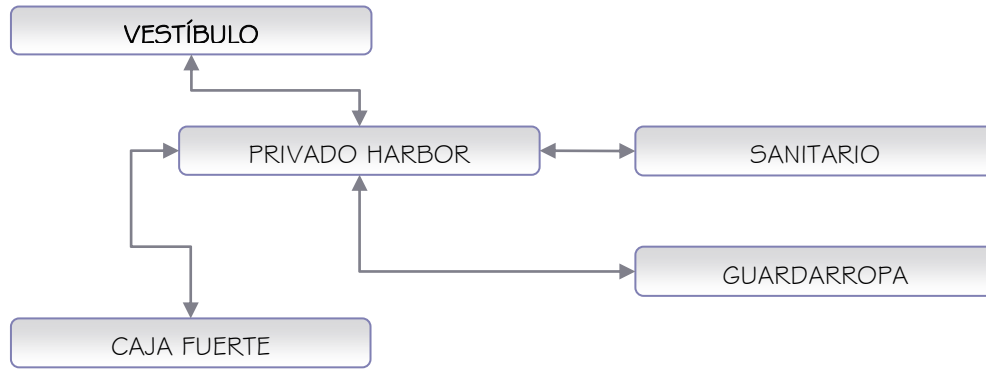 VESTÍBULO
PRIVADO HARBOR
SANITARIO
GUARDARROPA
CAJA FUERTE